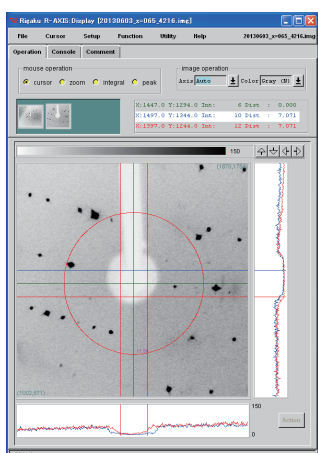 Rigaku R-AXIS:Display [20130603_x=065_4216.img]
File Cursor Setup Function Utility Help 20130603_x=065_4216.img
Operation Console Comment
mouse operation
cursor zoom integral peak
image operation
Axis Auto Color Gray (N)
X:1447.0 Y:1294.0 Int: 6 Dist : 0.000
X:1497.0 Y:1344.0 Int: 10 Dist : 7.071
X:1397.0 Y:1244.0 Int: 12 Dist : 7.071
150
150
0
Action